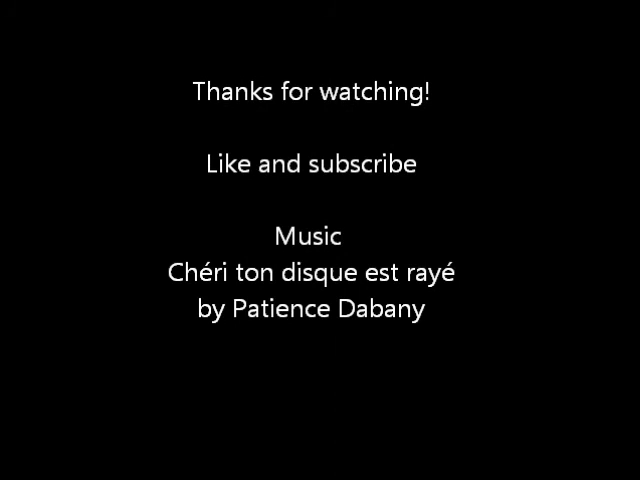 Thanks for watching!
Like and subscribe
Music
Chéri ton disque est rayé
by Patience Dabany